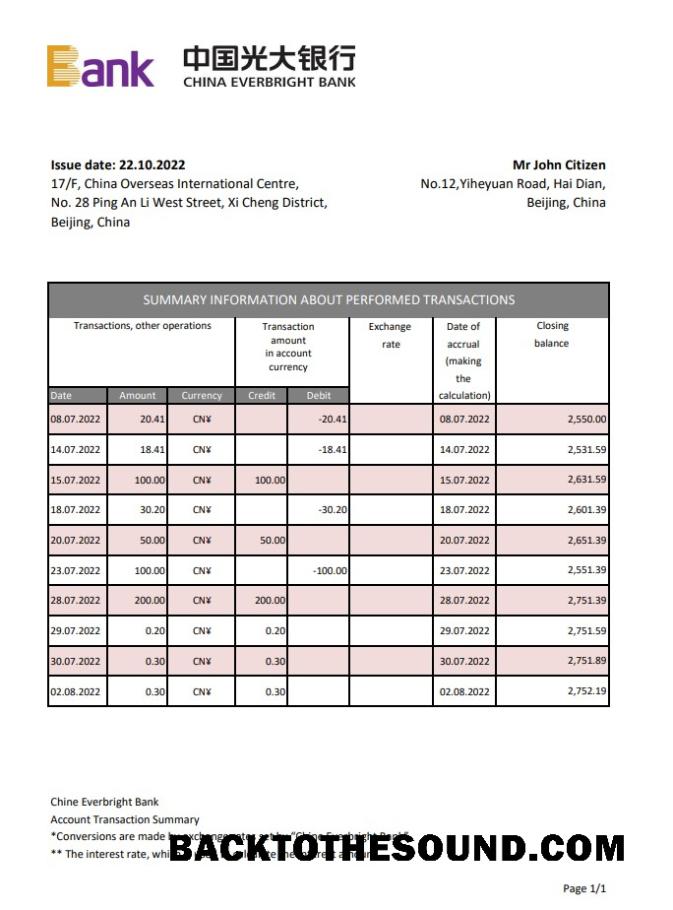 Bank 中国光大银行
CHINA EVERBRIGHT BANK
Issue date: 22.10.2022
17/F, China Overseas International Centre,
No. 28 Ping An Li West Street, Xi Cheng District,
Beijing, China
Mr John Citizen
No.12,Yiheyuan Road, Hai Dian,
Beijing, China
SUMMARY INFORMATION ABOUT PERFORMED TRANSACTIONS
Transactions, other operations
Transaction
amount
in account
currency
Exchange
rate
Date of
accrual
(making
the
calculation)
Closing
balance
Date Amount Currency Credit Debit
08.07.2022 20.41 CN¥ -20.41 08.07.2022 2,550.00
14.07.2022 18.41 CN¥ -18.41 14.07.2022 2,531.59
15.07.2022 100.00 CN¥ 100.00 15.07.2022 2,631.59
18.07.2022 30.20 CN¥ -30.20 18.07.2022 2,601.39
20.07.2022 50.00 CN¥ 50.00 20.07.2022 2,651.39
23.07.2022 100.00 CN¥ -100.00 23.07.2022 2,551.39
28.07.2022 200.00 CN¥ 200.00 28.07.2022 2,751.39
29.07.2022 0.20 CN¥ 0.20 29.07.2022 2,751.59
30.07.2022 0.30 CN¥ 0.30 30.07.2022 2,751.89
02.08.2022 0.30 CN¥ 0.30 02.08.2022 2,752.19
Chine Everbright Bank
Account Transaction Summary
*Conversions are made by exchange rates set by "Chine Everbright Bank"
** The interest rate,
BACKTOTHESOUND.COM
Page 1/1